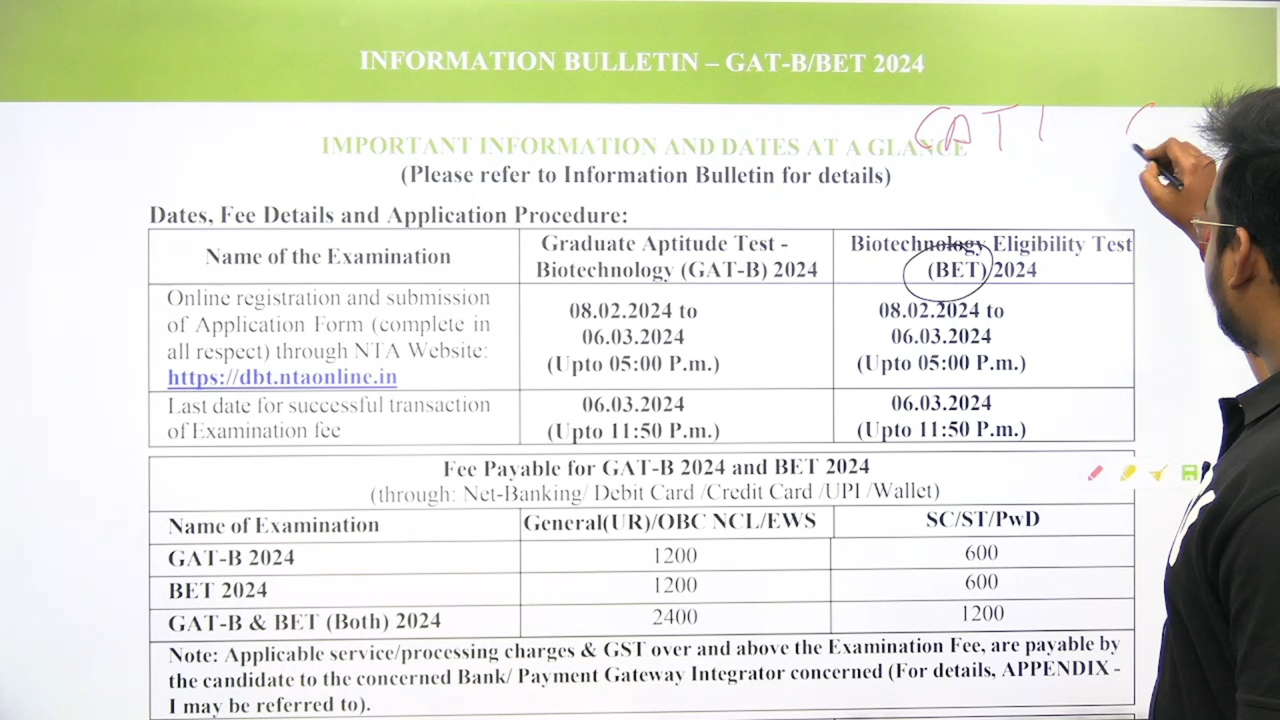 INFORMATION BULLETIN – GAT-B/BET 2024
GATI
IMPORTANT INFORMATION AND DATES AT A GLANCE
(Please refer to Information Bulletin for details)
Dates, Fee Details and Application Procedure:
Name of the Examination
Graduate Aptitude Test -
Biotechnology (GAT-B) 2024
Biotechnology Eligibility Test
(BET) 2024
Online registration and submission
of Application Form (complete in
all respect) through NTA Website:
https://dbt.ntaonline.in
08.02.2024 to
06.03.2024
(Upto 05:00 P.m.)
08.02.2024 to
06.03.2024
(Upto 05:00 P.m.)
Last date for successful transaction
of Examination fee
06.03.2024
(Upto 11:50 P.m.)
06.03.2024
(Upto 11:50 P.m.)
Fee Payable for GAT-B 2024 and BET 2024
(through: Net-Banking/ Debit Card /Credit Card /UPI /Wallet)
Name of Examination
General(UR)/OBC NCL/EWS
SC/ST/PwD
GAT-B 2024
1200
600
BET 2024
1200
600
GAT-B & BET (Both) 2024
2400
1200
Note: Applicable service/processing charges & GST over and above the Examination Fee, are payable by
the candidate to the concerned Bank/ Payment Gateway Integrator concerned (For details, APPENDIX -
I may be referred to).